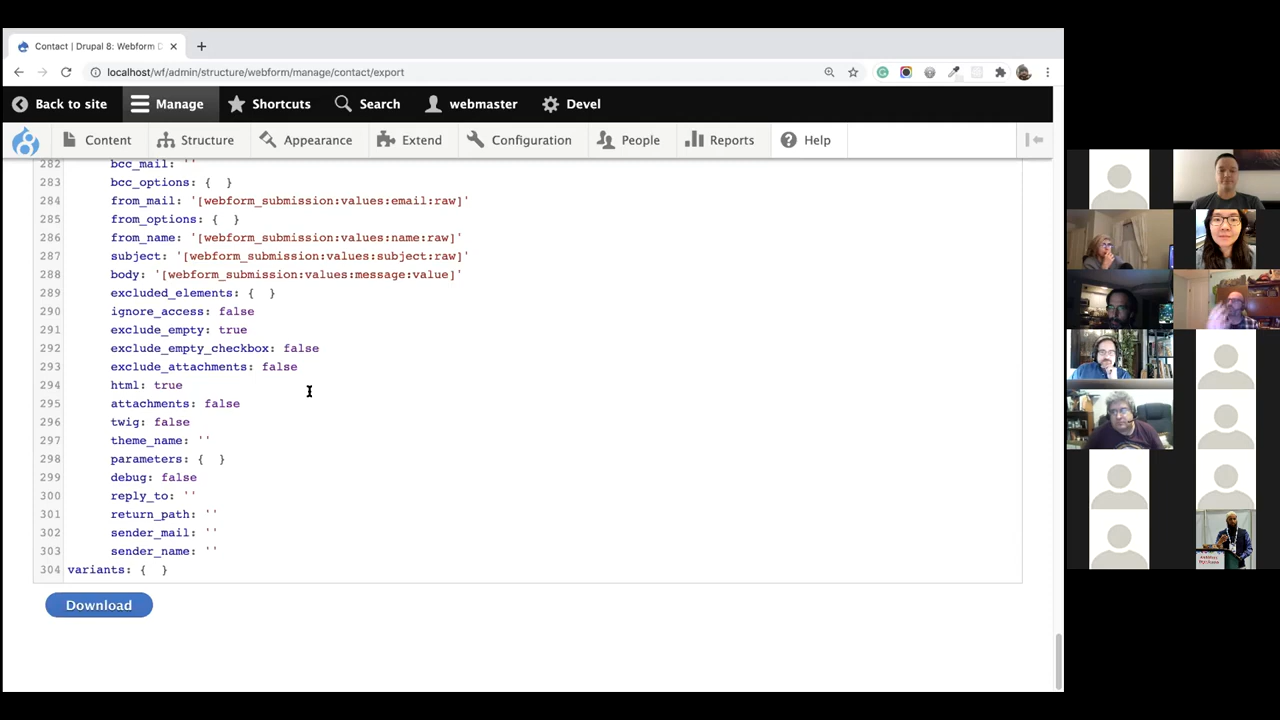 Contact | Drupal 8: Webform D
localhost/wf/admin/structure/webform/manage/contact/export
Back to site Manage Shortcuts Search webmaster Devel
Content Structure Appearance Extend Configuration People Reports Help
282 bcc_mail: ''
283 bcc_options: { }
284 from_mail: '[webform_submission:values:email:raw]'
285 from_options: { }
286 from_name: '[webform_submission:values:name:raw]'
287 subject: '[webform_submission:values:subject:raw]'
288 body: '[webform_submission:values:message:value]'
289 excluded_elements: { }
290 ignore_access: false
291 exclude_empty: true
292 exclude_empty_checkbox: false
293 exclude_attachments: false
294 html: true
295 attachments: false
296 twig: false
297 theme_name: ''
298 parameters: { }
299 debug: false
300 reply_to: ''
301 return_path: ''
302 sender_mail: ''
303 sender_name: ''
304 variants: { }
Download